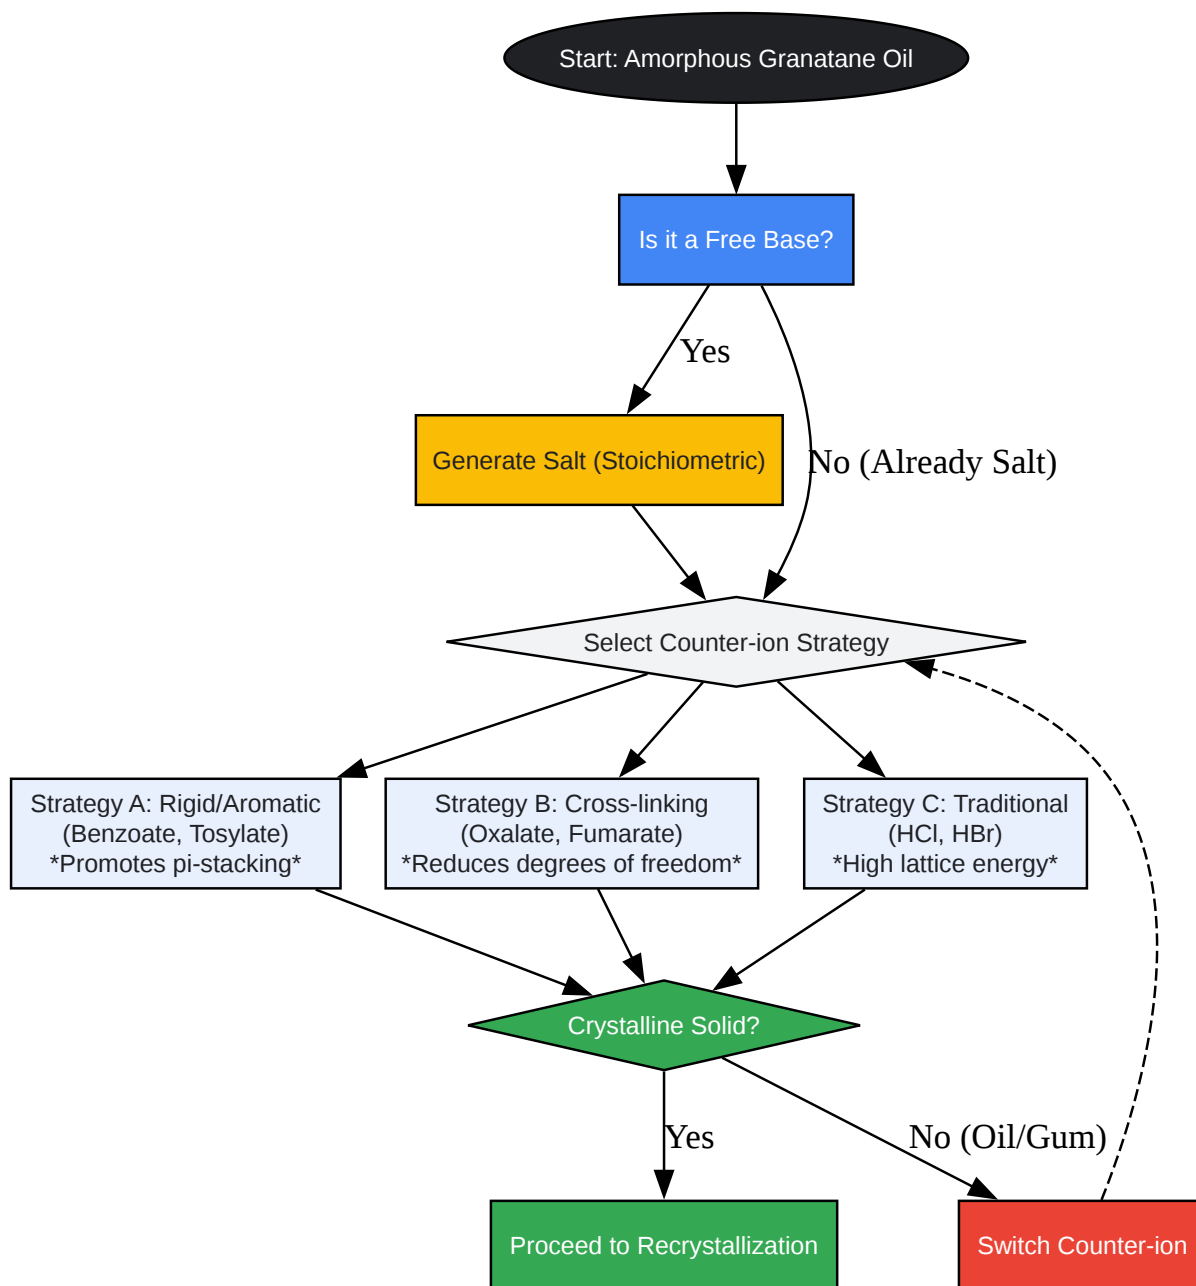 Start: Amorphous Granatane Oil
Is it a Free Base?
Yes
Generate Salt (Stoichiometric)
No (Already Salt)
Select Counter-ion Strategy
Strategy A: Rigid/Aromatic
(Benzoate, Tosylate)
*Promotes pi-stacking*
Strategy B: Cross-linking
(Oxalate, Fumarate)
*Reduces degrees of freedom*
Strategy C: Traditional
(HCl, HBr)
*High lattice energy*
Crystalline Solid?
Yes
No (Oil/Gum)
Proceed to Recrystallization
Switch Counter-ion